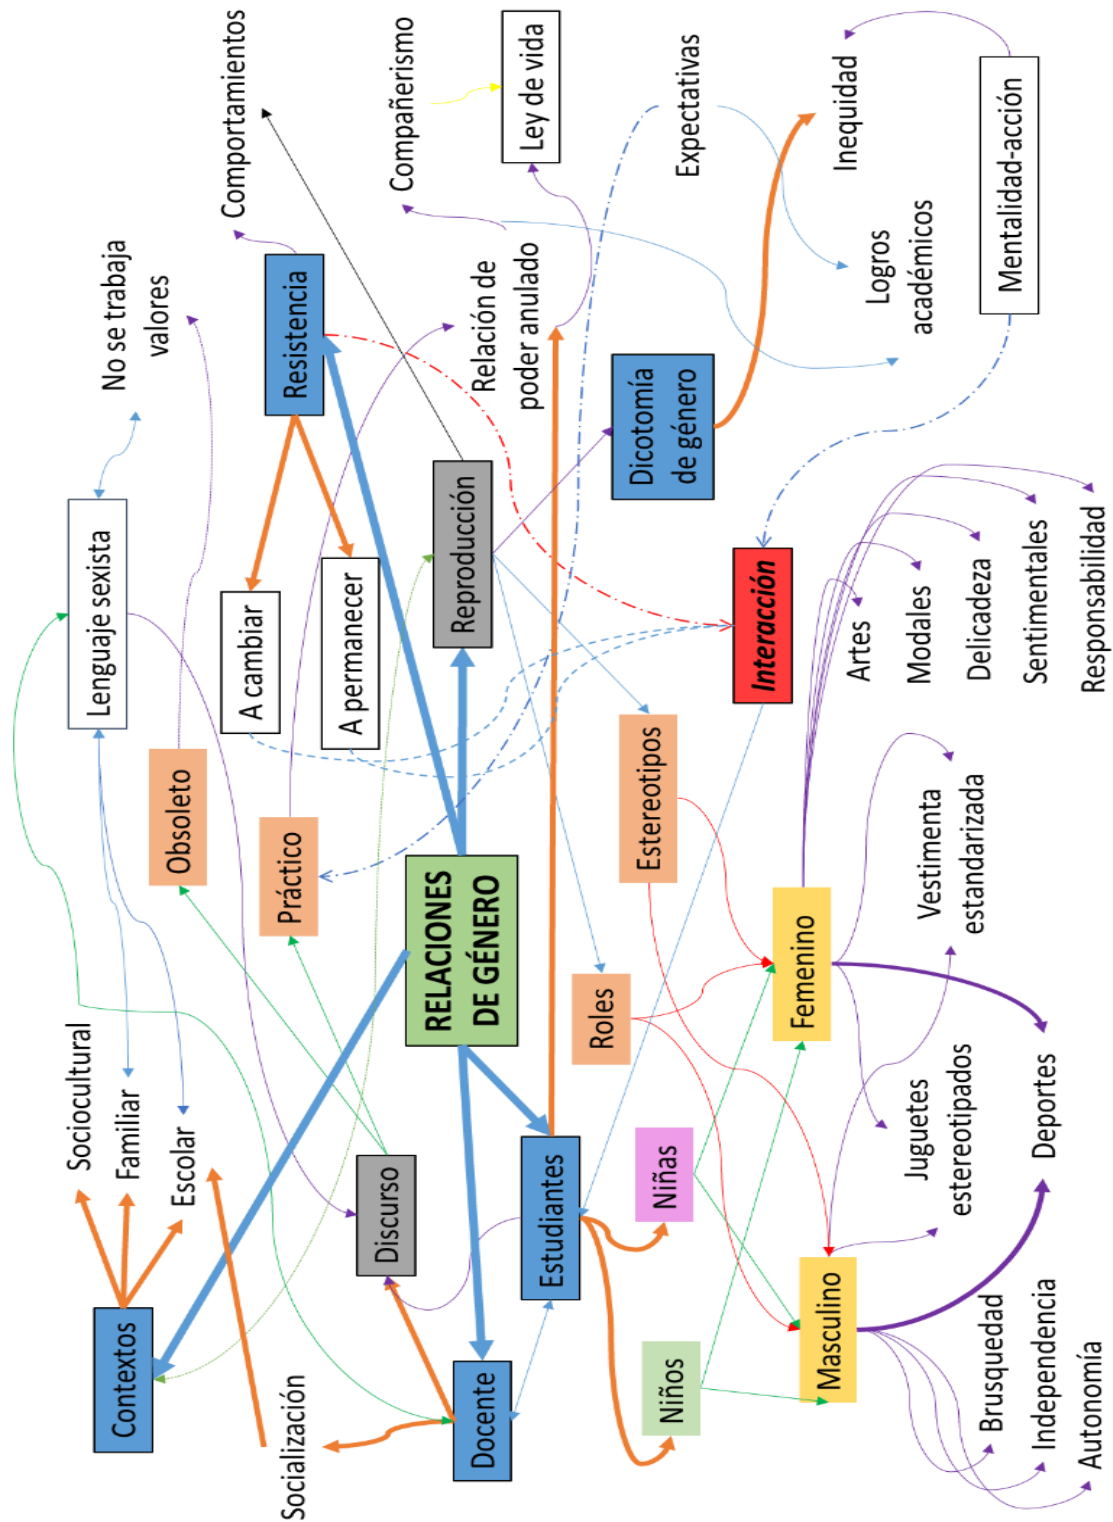 Contextos
Sociocultural
Familiar
Escolar
Lenguaje sexista
No se trabaja
valores
Obsoleto
A cambiar
Resistencia
Comportamientos
Socialización
Práctico
A permanecer
Discurso
RELACIONES
DE GÉNERO
Reproducción
Relación de
poder anulado
Compañerismo
Docente
Estudiantes
Ley de vida
Roles
Estereotipos
Dicotomía
de género
Expectativas
Niños
Niñas
Interacción
Masculino
Femenino
Artes
Modales
Delicadeza
Sentimentales
Responsabilidad
Logros
académicos
Inequidad
Mentalidad-acción
Juguetes
estereotipados
Vestimenta
estandarizada
Deportes
Brusquedad
Independencia
Autonomía